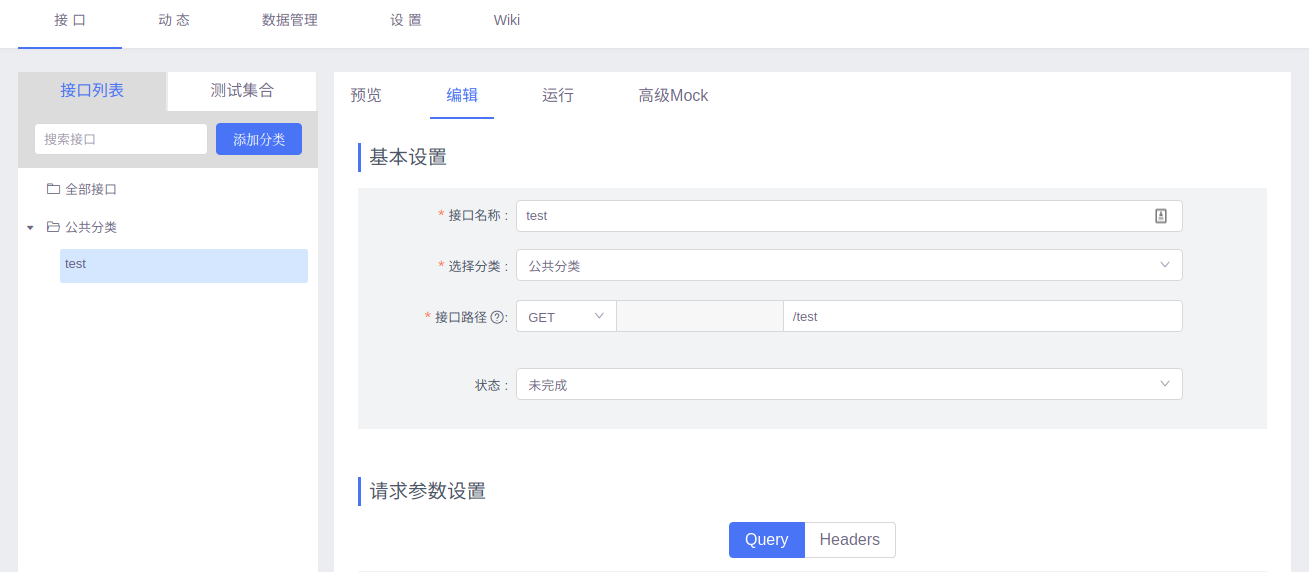 接 口 动 态 数据管理 设 置 Wiki
接口列表 测试集合
搜索接口 添加分类
全部接口
公共分类
test
预览 编辑 运行 高级Mock
基本设置
* 接口名称 : test
* 选择分类 : 公共分类
* 接口路径 ? : GET /test
状态 : 未完成
请求参数设置
Query Headers